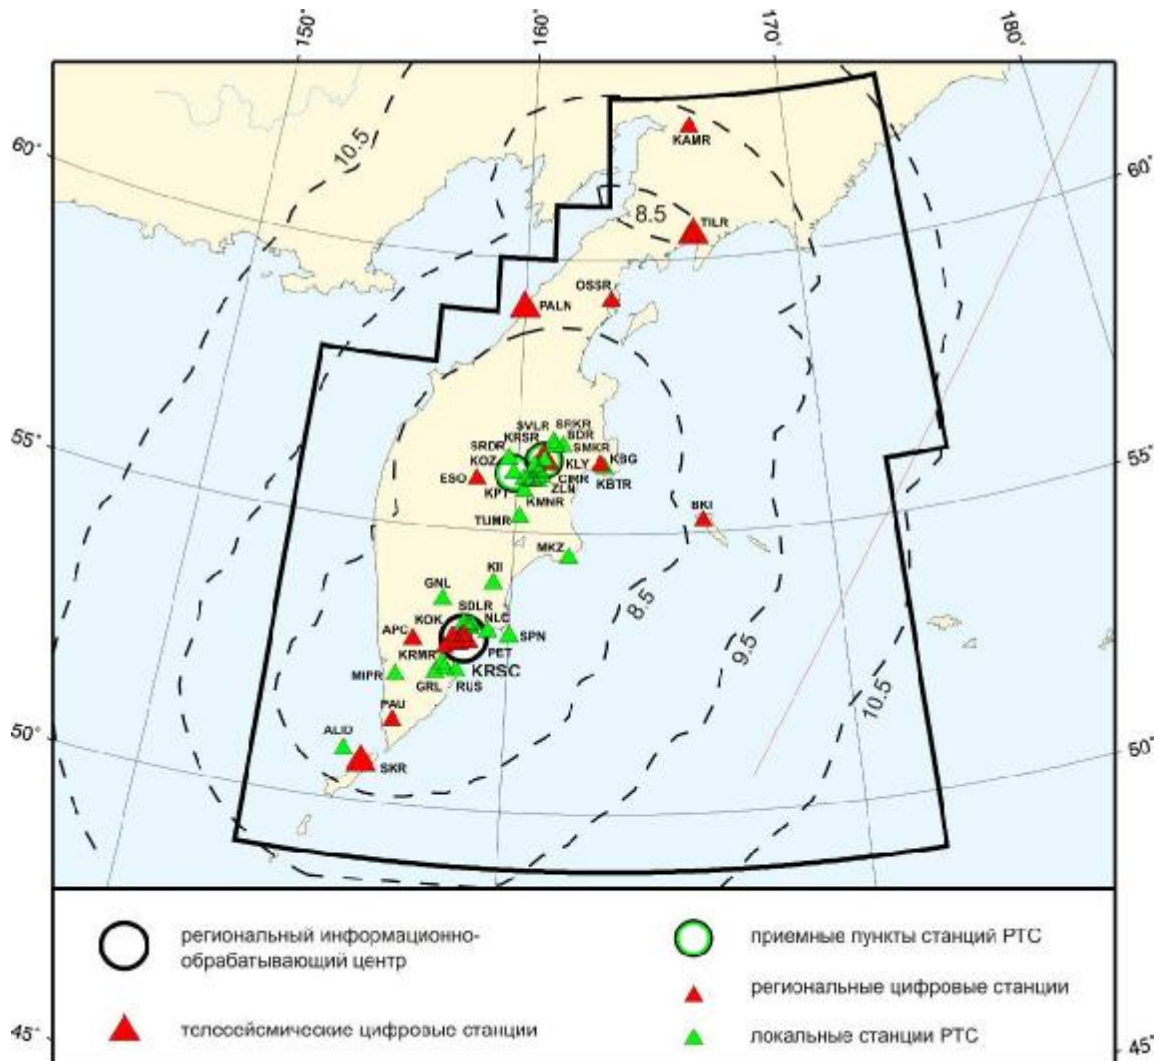 150°
160°
170°
180°
10.5
60°
60°
KAMR
8.5
TILR
OSSR
PALN
55°
55°
SVLR
SRKR
SDR
SRDR
KRSR
SMKR
KOZ
KLY
KBG
ESO
CIRR
KBTR
KPT
ZLN
KMNR
BKI
TUMR
MKZ
KII
GNL
SDLR
8.5
KOK
NLC
APC
SPN
9.5
KRMR
PET
KRSC
MIPR
GRL
RUS
10.5
PAU
50°
50°
ALID
SKR
региональный информационно-
обрабатывающий центр
телесейсмические цифровые станции
приемные пункты станций РТС
региональные цифровые станции
локальные станции РТС
45°
45°